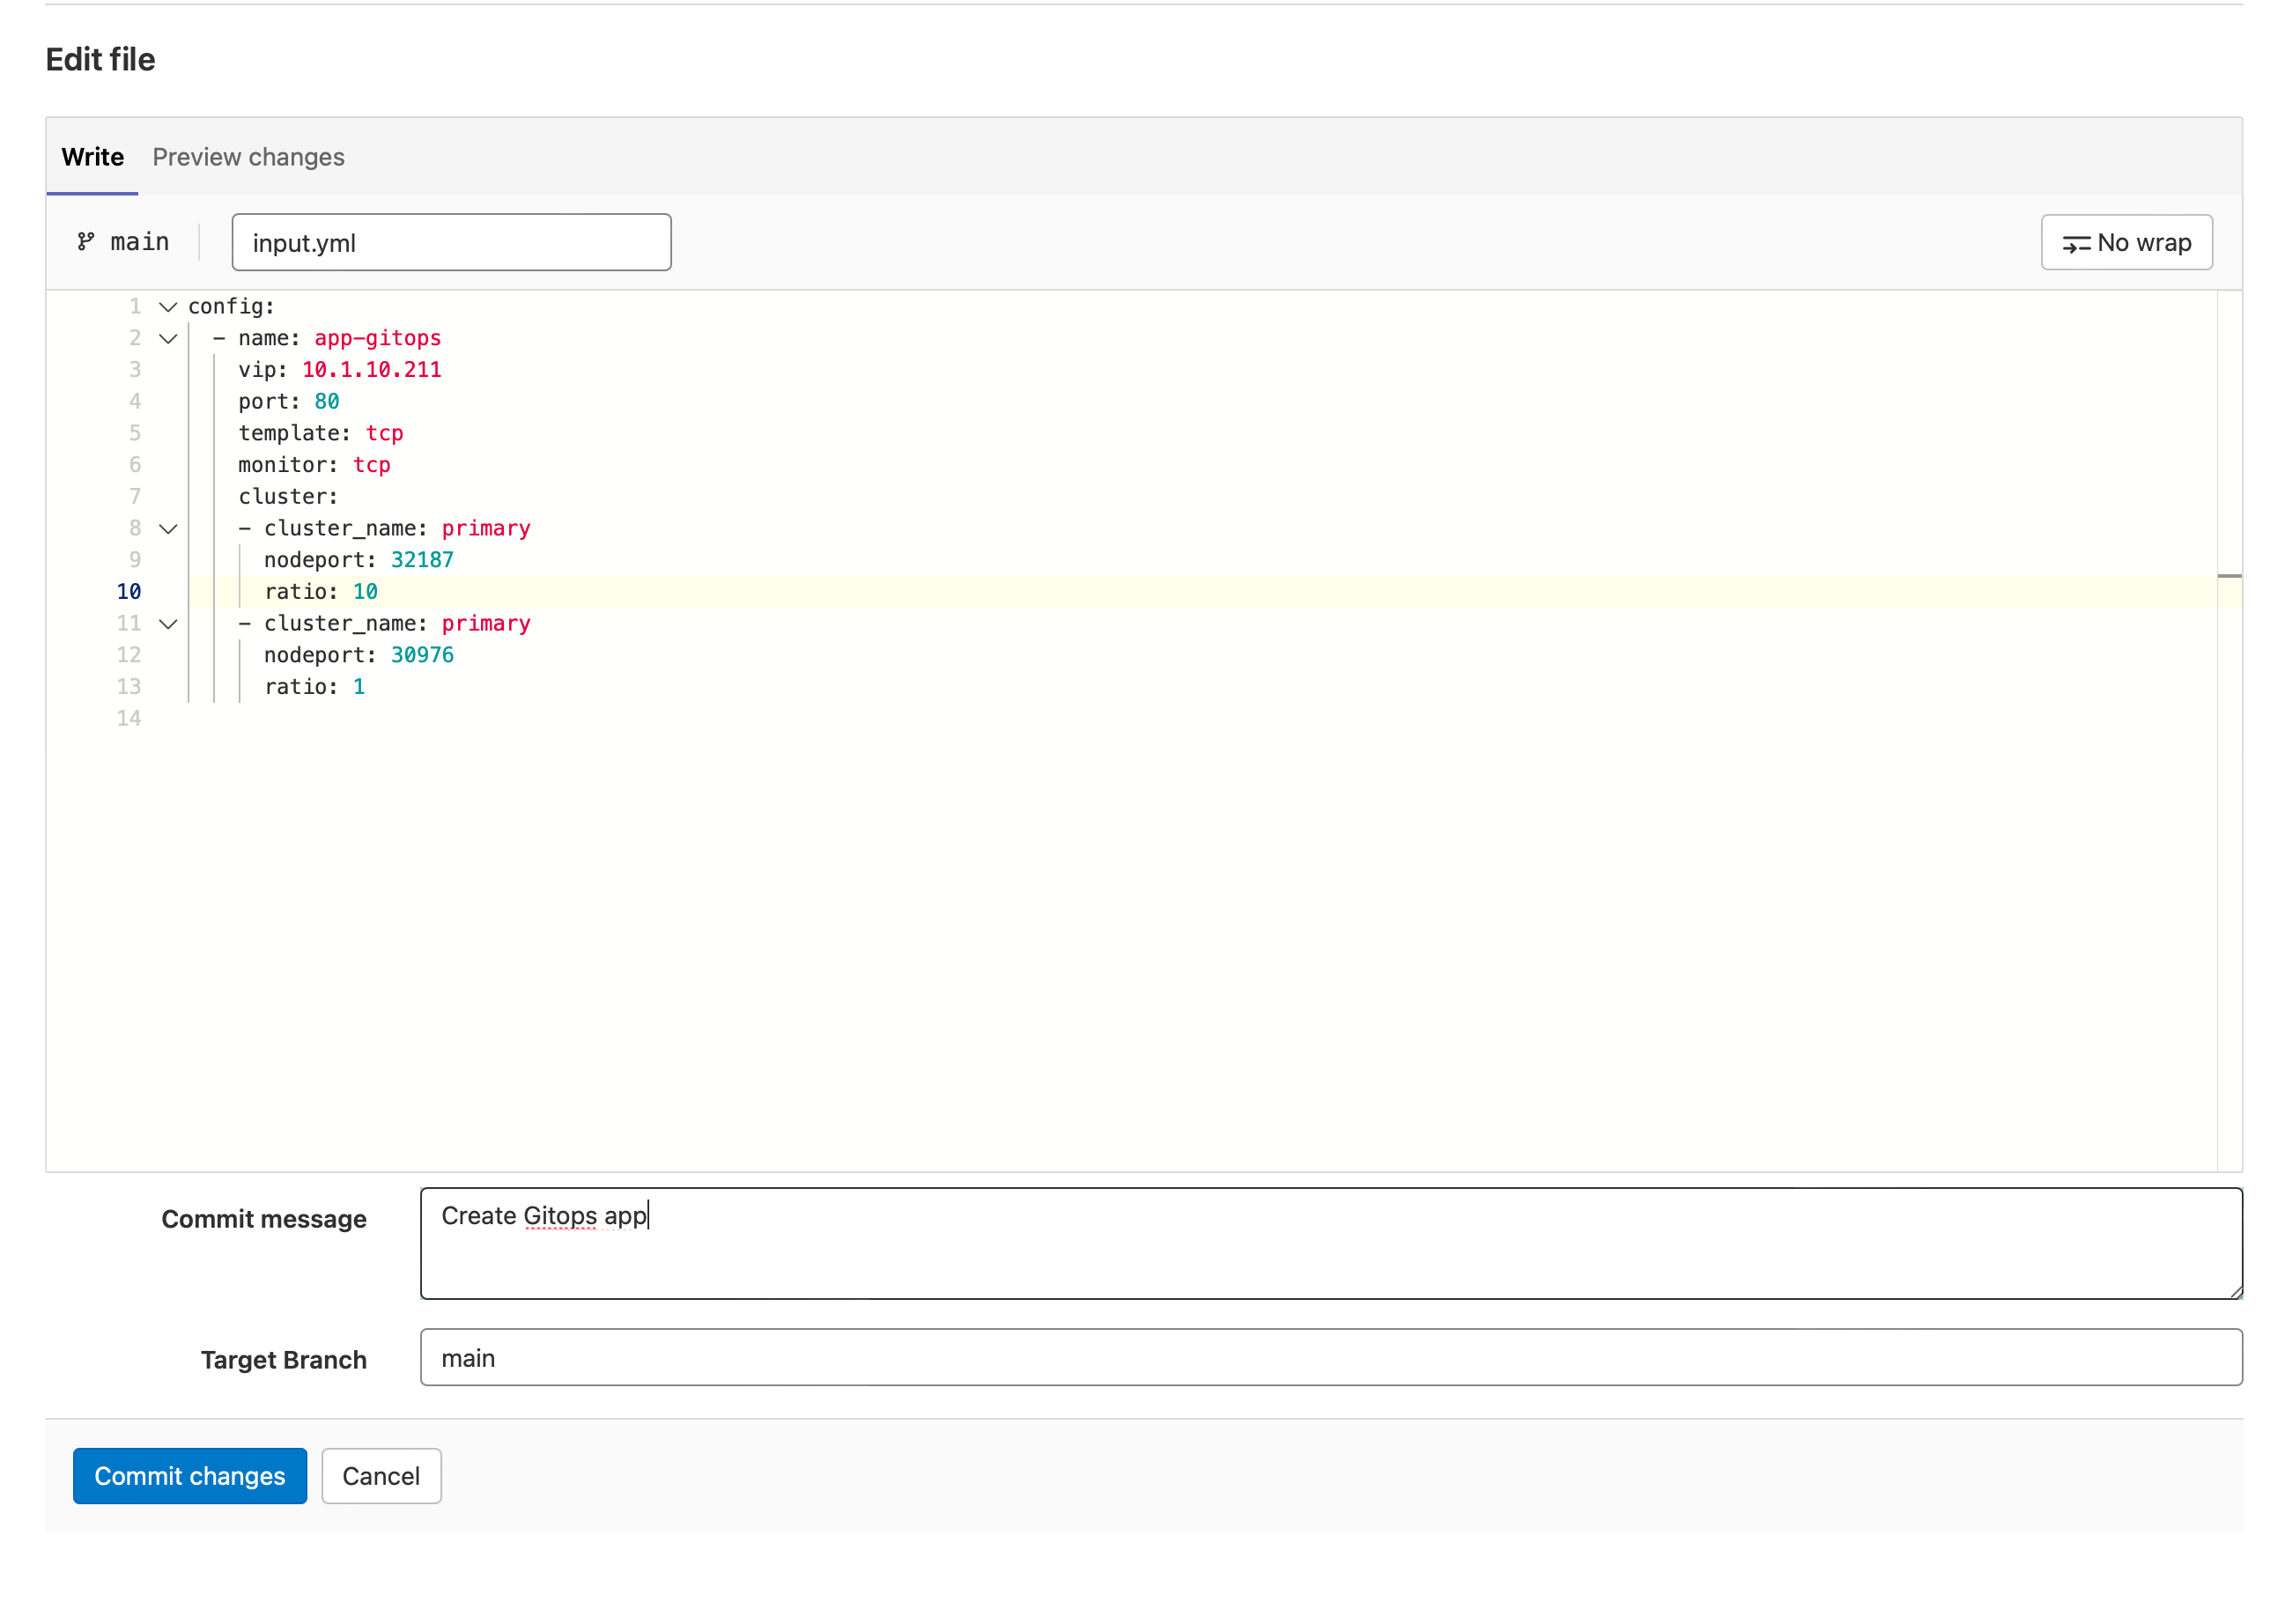 Edit file
Write Preview changes
main input.yml No wrap
1 config:
2 - name: app-gitops
3 vip: 10.1.10.211
4 port: 80
5 template: tcp
6 monitor: tcp
7 cluster:
8 - cluster_name: primary
9 nodeport: 32187
10 ratio: 10
11 - cluster_name: primary
12 nodeport: 30976
13 ratio: 1
14
Commit message Create Gitops app
Target Branch main
Commit changes Cancel